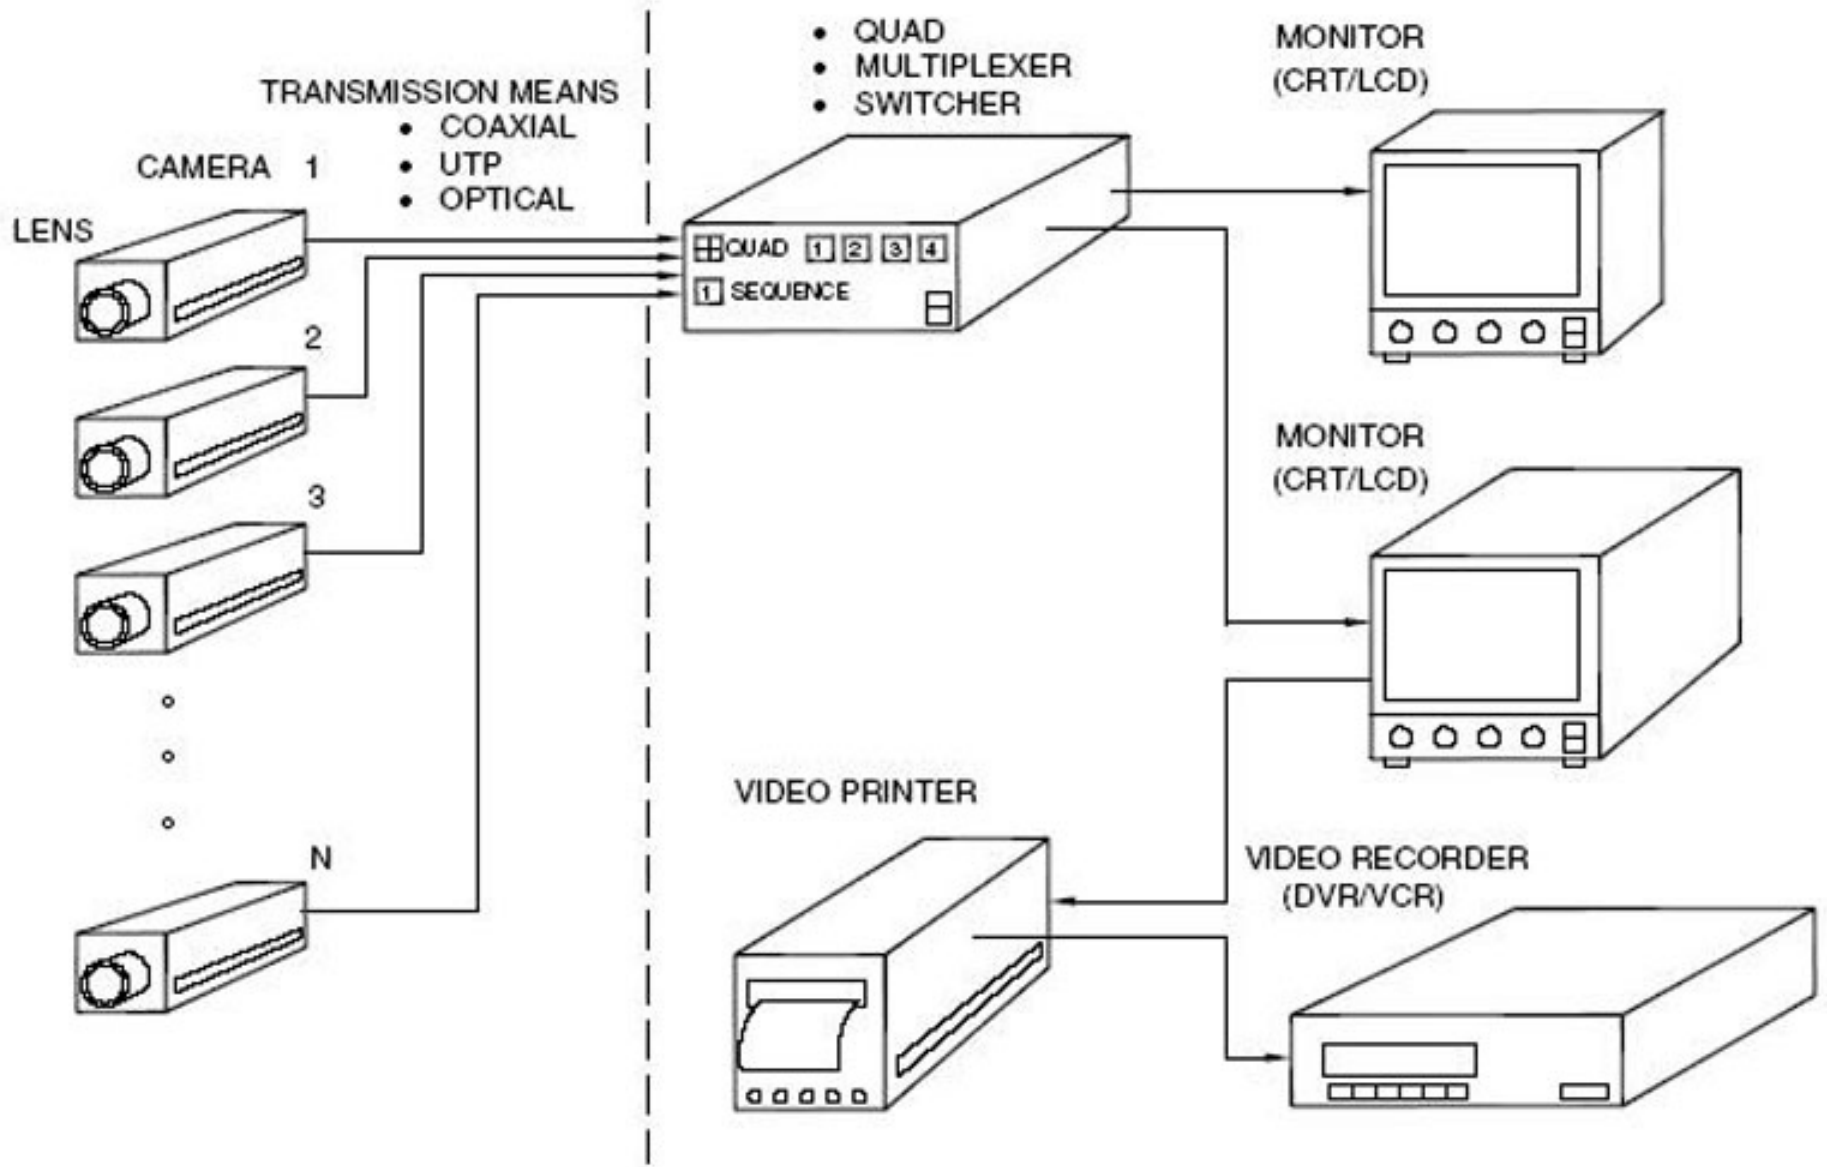 TRANSMISSION MEANS
• COAXIAL
• UTP
• OPTICAL
CAMERA 1
LENS
2
3
N
• QUAD
• MULTIPLEXER
• SWITCHER
QUAD 1 2 3 4
1 SEQUENCE
MONITOR
(CRT/LCD)
MONITOR
(CRT/LCD)
VIDEO PRINTER
VIDEO RECORDER
(DVR/VCR)